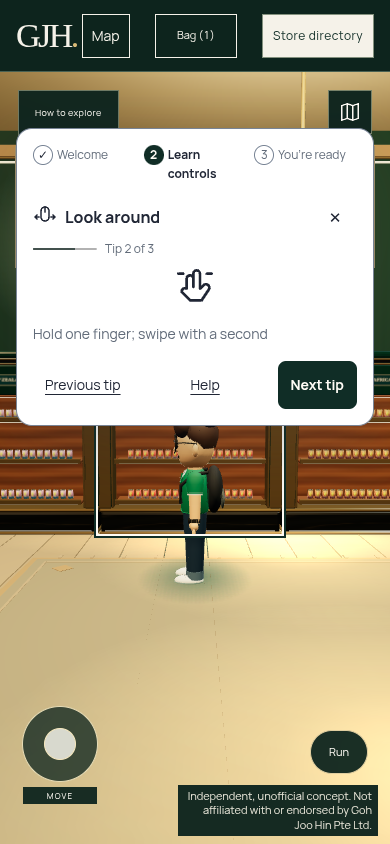 GJH.
Map
Bag (1)
Store directory
How to explore
✓ Welcome
2 Learn controls
3 You're ready
Look around
×
Tip 2 of 3
Hold one finger; swipe with a second
Previous tip
Help
Next tip
MOVE
Run
Independent, unofficial concept. Not
affiliated with or endorsed by Goh
Joo Hin Pte Ltd.